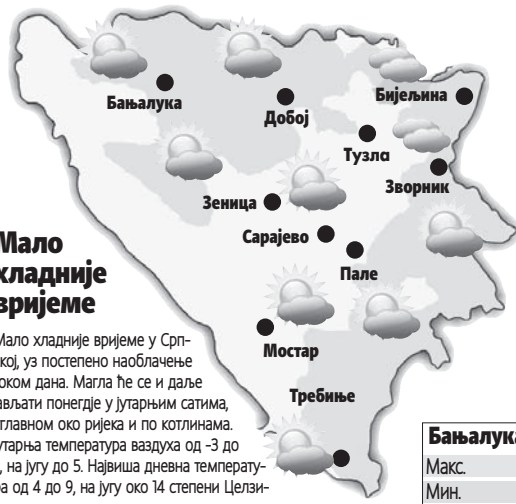 Бањалука
Добој
Бијељина
Тузла
Зворник
Зеница
Сарајево
Пале
Мостар
Требиње
Мало
хладније
вријеме
Мало хладније вријеме у Срп-
кој, уз постепено наоблачење
оком дана. Магла ће се и даље
ављати понегдје у јутарњим сатима,
главном око ријека и по котлинама.
утарња температура ваздуха од -3 до
, на југу до 5. Највиша дневна температу-
ра од 4 до 9, на југу око 14 степени Целзи-
Бањалука
Макс.
Мин.